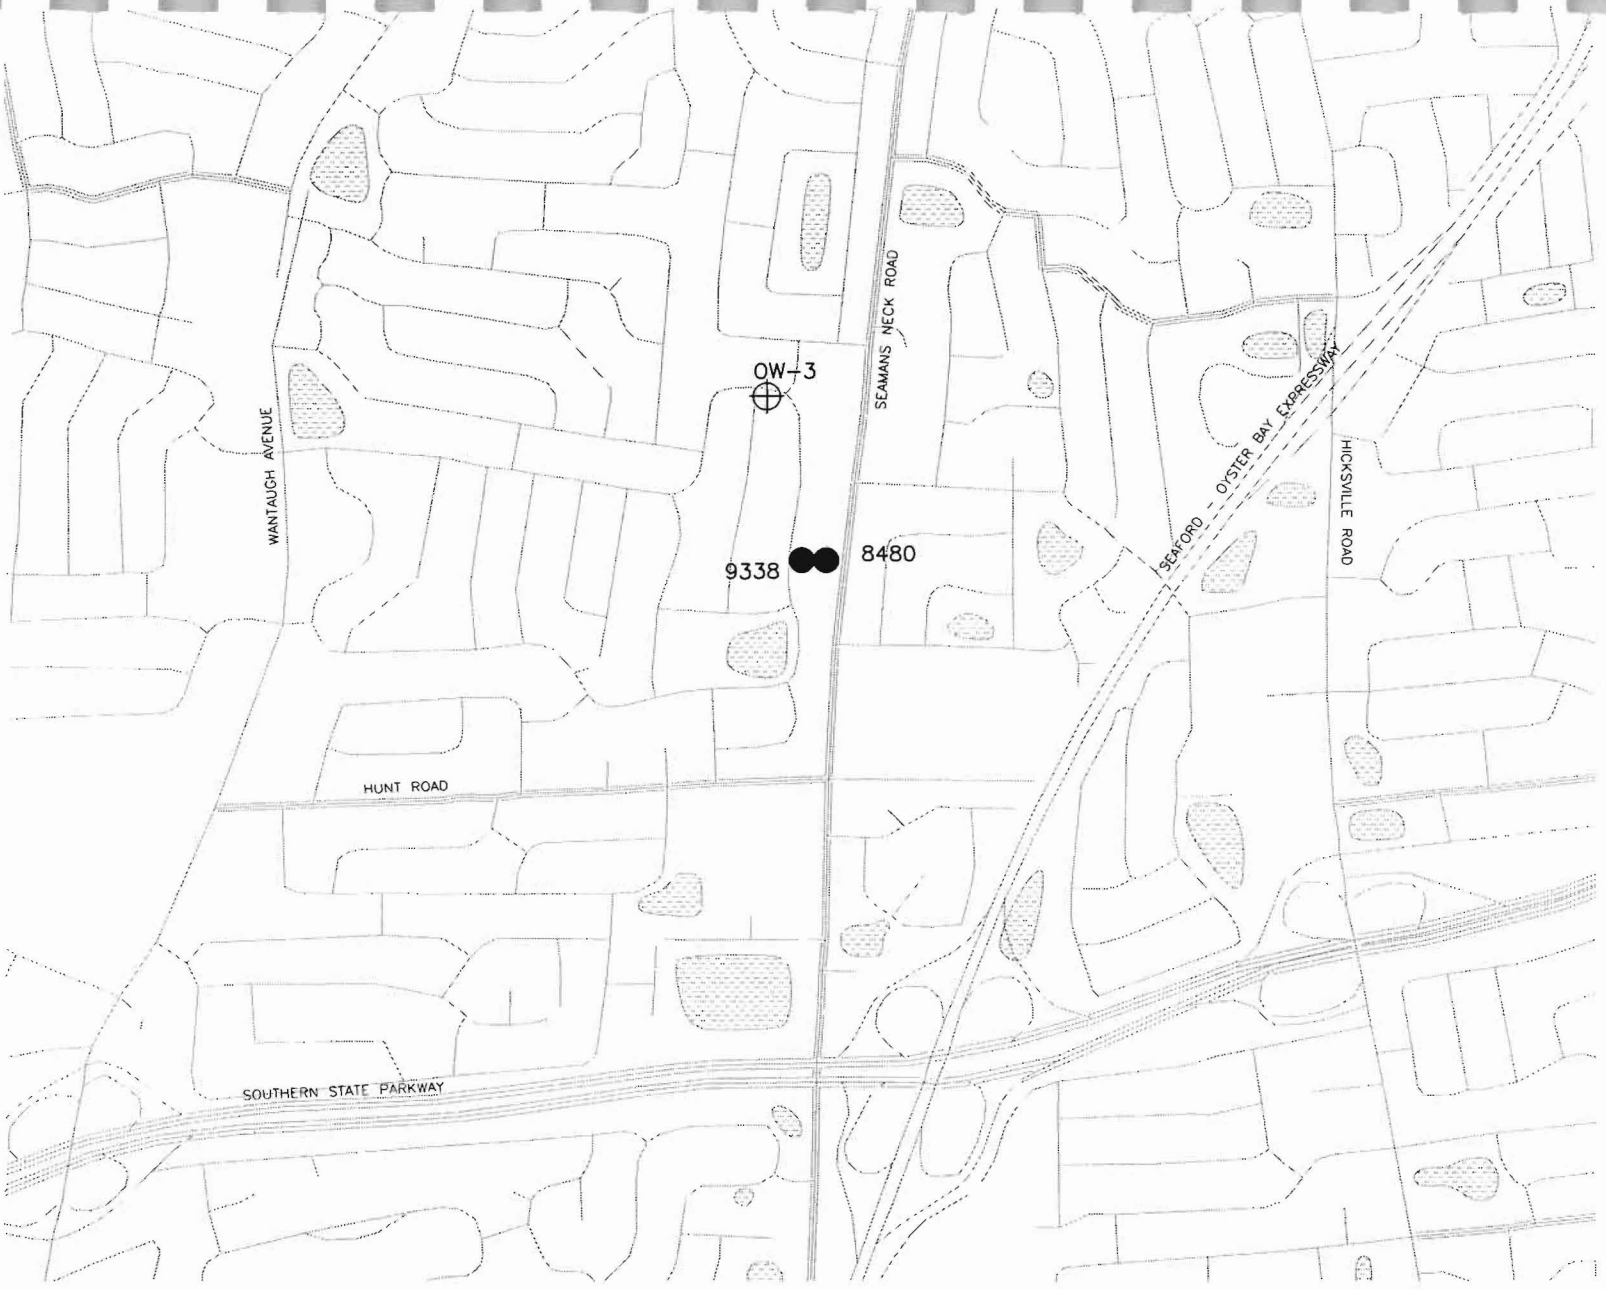 SEAMANS NECK ROAD
OW-3
WANTAUGH AVENUE
SEAFORD OYSTER BAY EXPRESSWAY
HICKSVILLE ROAD
9338
8480
HUNT ROAD
SOUTHERN STATE PARKWAY